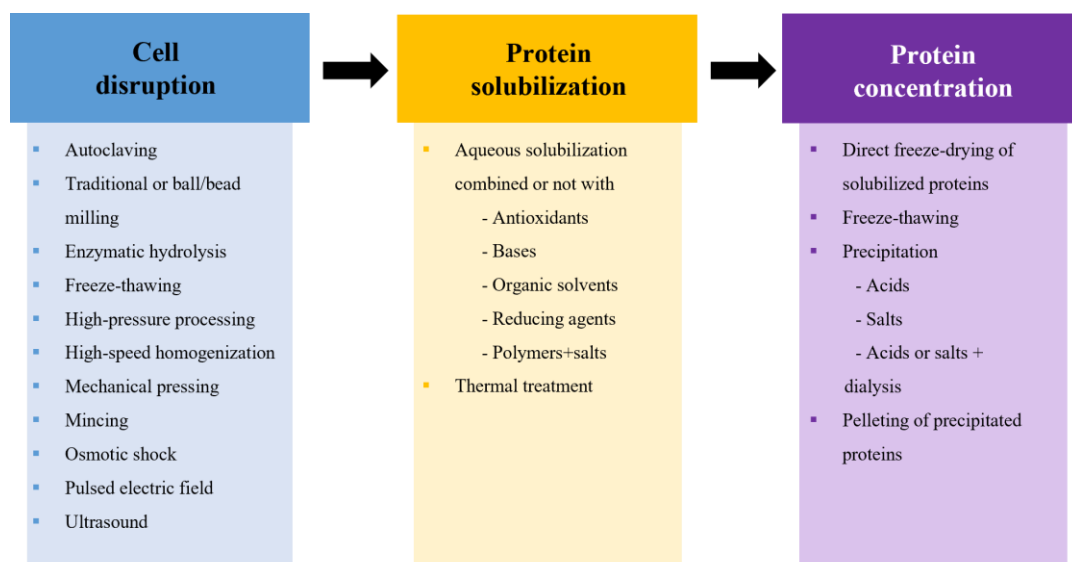 Cell
disruption
Autoclaving
Traditional or ball/bead
milling
Enzymatic hydrolysis
Freeze-thawing
High-pressure processing
High-speed homogenization
Mechanical pressing
Mincing
Osmotic shock
Pulsed electric field
Ultrasound
Protein
solubilization
Aqueous solubilization
combined or not with
- Antioxidants
- Bases
- Organic solvents
- Reducing agents
- Polymers+salts
Thermal treatment
Protein
concentration
Direct freeze-drying of
solubilized proteins
Freeze-thawing
Precipitation
- Acids
- Salts
- Acids or salts +
dialysis
Pelleting of precipitated
proteins